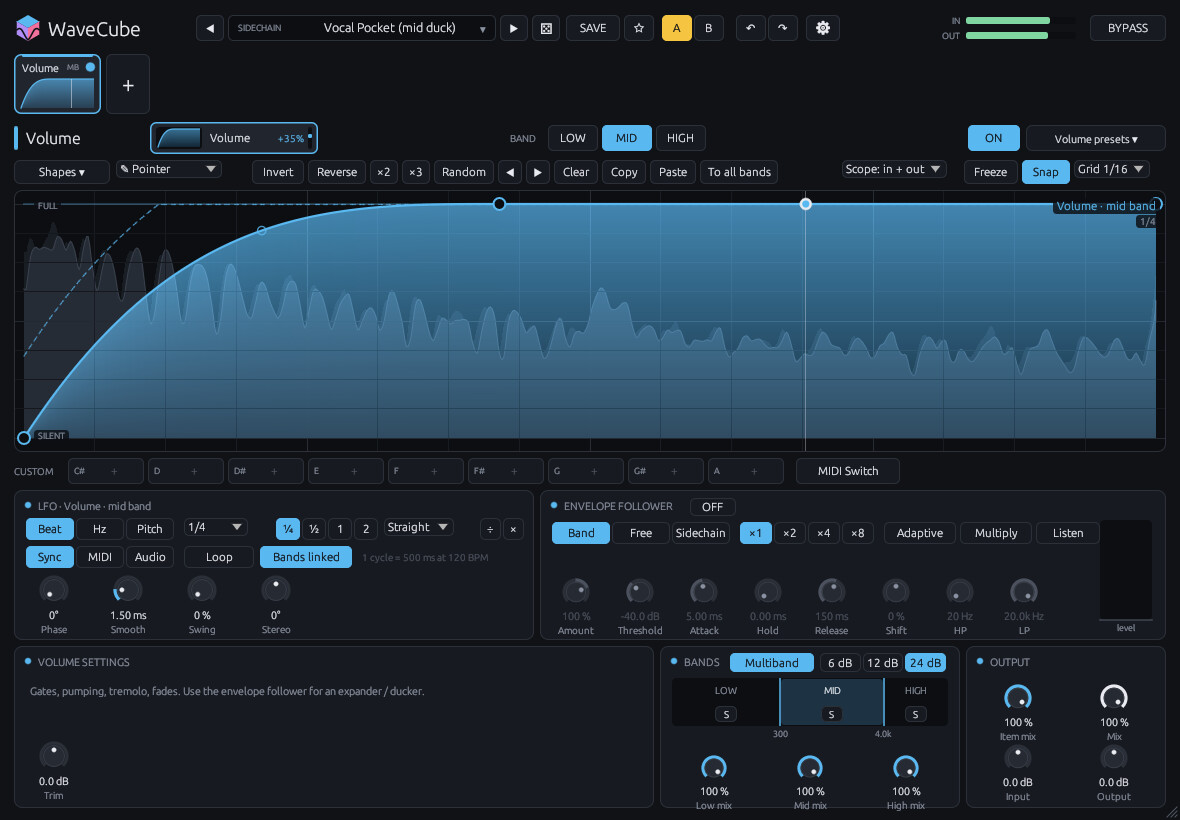 WaveCube
SIDECHAIN Vocal Pocket (mid duck) SAVE A B IN OUT BYPASS
Volume MB +
Volume Volume +35% BAND LOW MID HIGH ON Volume presets
Shapes Pointer Invert Reverse ×2 ×3 Random Clear Copy Paste To all bands Scope: in + out Freeze Snap Grid 1/16
FULL
Volume · mid band
1/4
SILENT
CUSTOM C# + D + D# + E + F + F# + G + G# + A + MIDI Switch
LFO · Volume · mid band
Beat Hz Pitch 1/4 ¼ ½ 1 2 Straight ÷ ×
Sync MIDI Audio Loop Bands linked 1 cycle = 500 ms at 120 BPM
0° 1.50 ms 0 % 0°
Phase Smooth Swing Stereo
ENVELOPE FOLLOWER OFF
Band Free Sidechain ×1 ×2 ×4 ×8 Adaptive Multiply Listen
100 % -40.0 dB 5.00 ms 0.00 ms 150 ms 0 % 20 Hz 20.0k Hz
Amount Threshold Attack Hold Release Shift HP LP level
VOLUME SETTINGS
Gates, pumping, tremolo, fades. Use the envelope follower for an expander / ducker.
0.0 dB
Trim
BANDS Multiband 6 dB 12 dB 24 dB
LOW MID HIGH
S S S
300 4.0k
100 % 100 % 100 %
Low mix Mid mix High mix
OUTPUT
100 % 100 %
Item mix Mix
0.0 dB 0.0 dB
Input Output